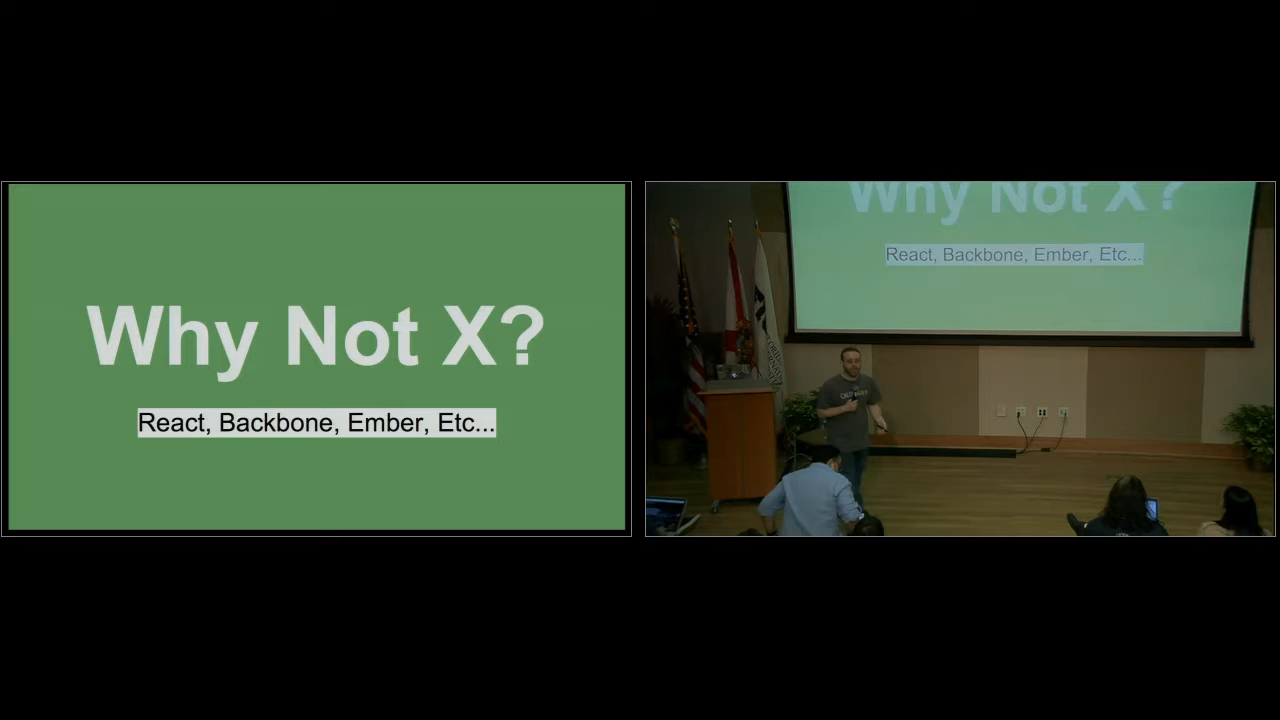 Why Not X?
React, Backbone, Ember, Etc...
Why Not X?
React, Backbone, Ember, Etc...